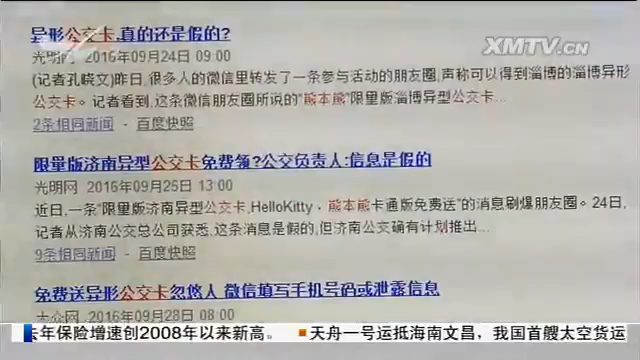 异形公交卡,真的还是假的?
XMTV.CN
光明网 2016年09月24日 09:00
(记者孔晓文)昨日,很多人的微信里转发了一条参与活动的朋友圈,声称可以得到淄博的淄博异形
公交卡。记者看到,这条微信朋友圈所说的“熊本熊”限量版淄博异型公交卡...
2条相同新闻 - 百度快照
限量版济南异型公交卡免费领?公交负责人:信息是假的
光明网 2016年09月25日 13:00
近日,一条“限量版济南异型公交卡,HelloKitty、熊本熊卡通版免费送”的消息刷爆朋友圈。24日,
记者从济南公交总公司获悉,这条消息是假的,但济南公交确有计划推出...
9条相同新闻 - 百度快照
免费送异形公交卡忽悠人 微信填写手机号码或泄露信息
大众网 2016年09月28日 08:00
去年保险增速创2008年以来新高。 天舟一号运抵海南文昌，我国首艘太空货运